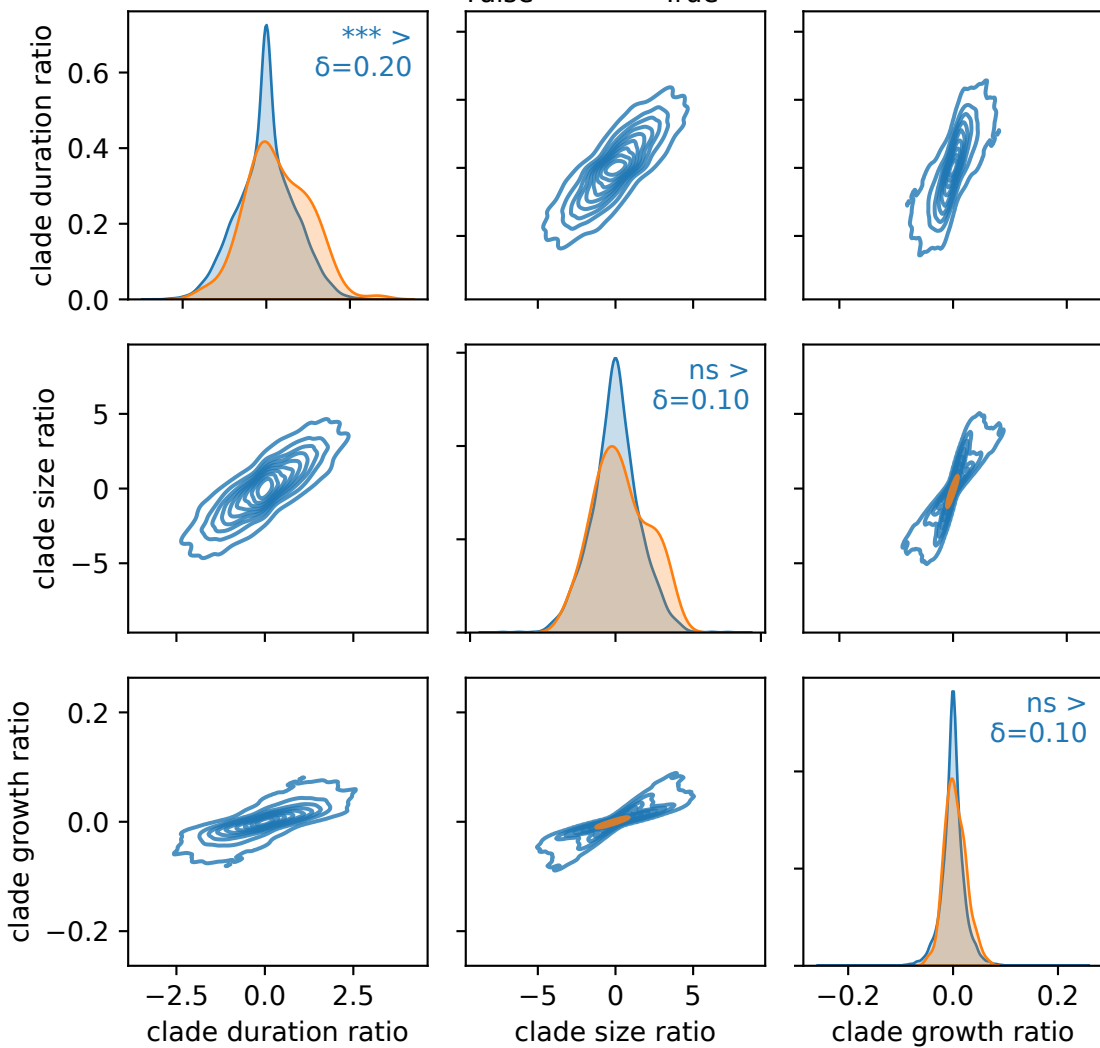 *** >
δ=0.20
clade duration ratio
0.6
0.4
0.2
0.0
ns >
δ=0.10
clade size ratio
5
0
−5
ns >
δ=0.10
clade growth ratio
0.2
0.0
−0.2
−2.5 0.0 2.5
−5 0 5
−0.2 0.0 0.2
clade duration ratio
clade size ratio
clade growth ratio